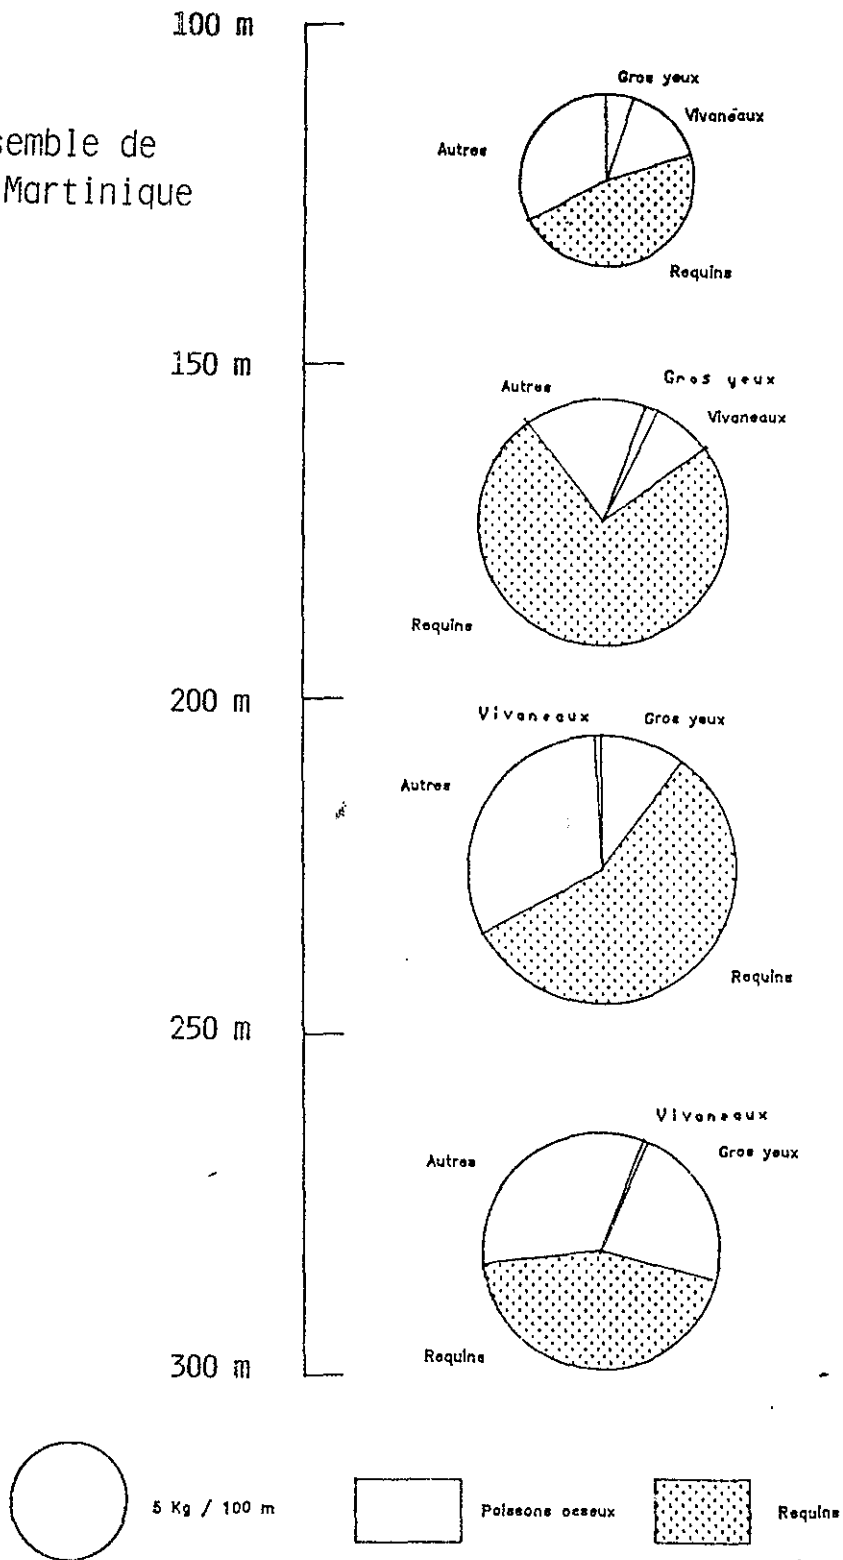 100 m
Gros yeux
Vivaneaux
semble de
Autres
Martinique
Requins
150 m
Autres
Gros yeux
Vivaneaux
Requins
200 m
Vivaneaux
Gros yeux
Autres
Requins
250 m
Vivaneaux
Autres
Gros yeux
Requins
300 m
5 Kg / 100 m
Poissons osseux
Requins